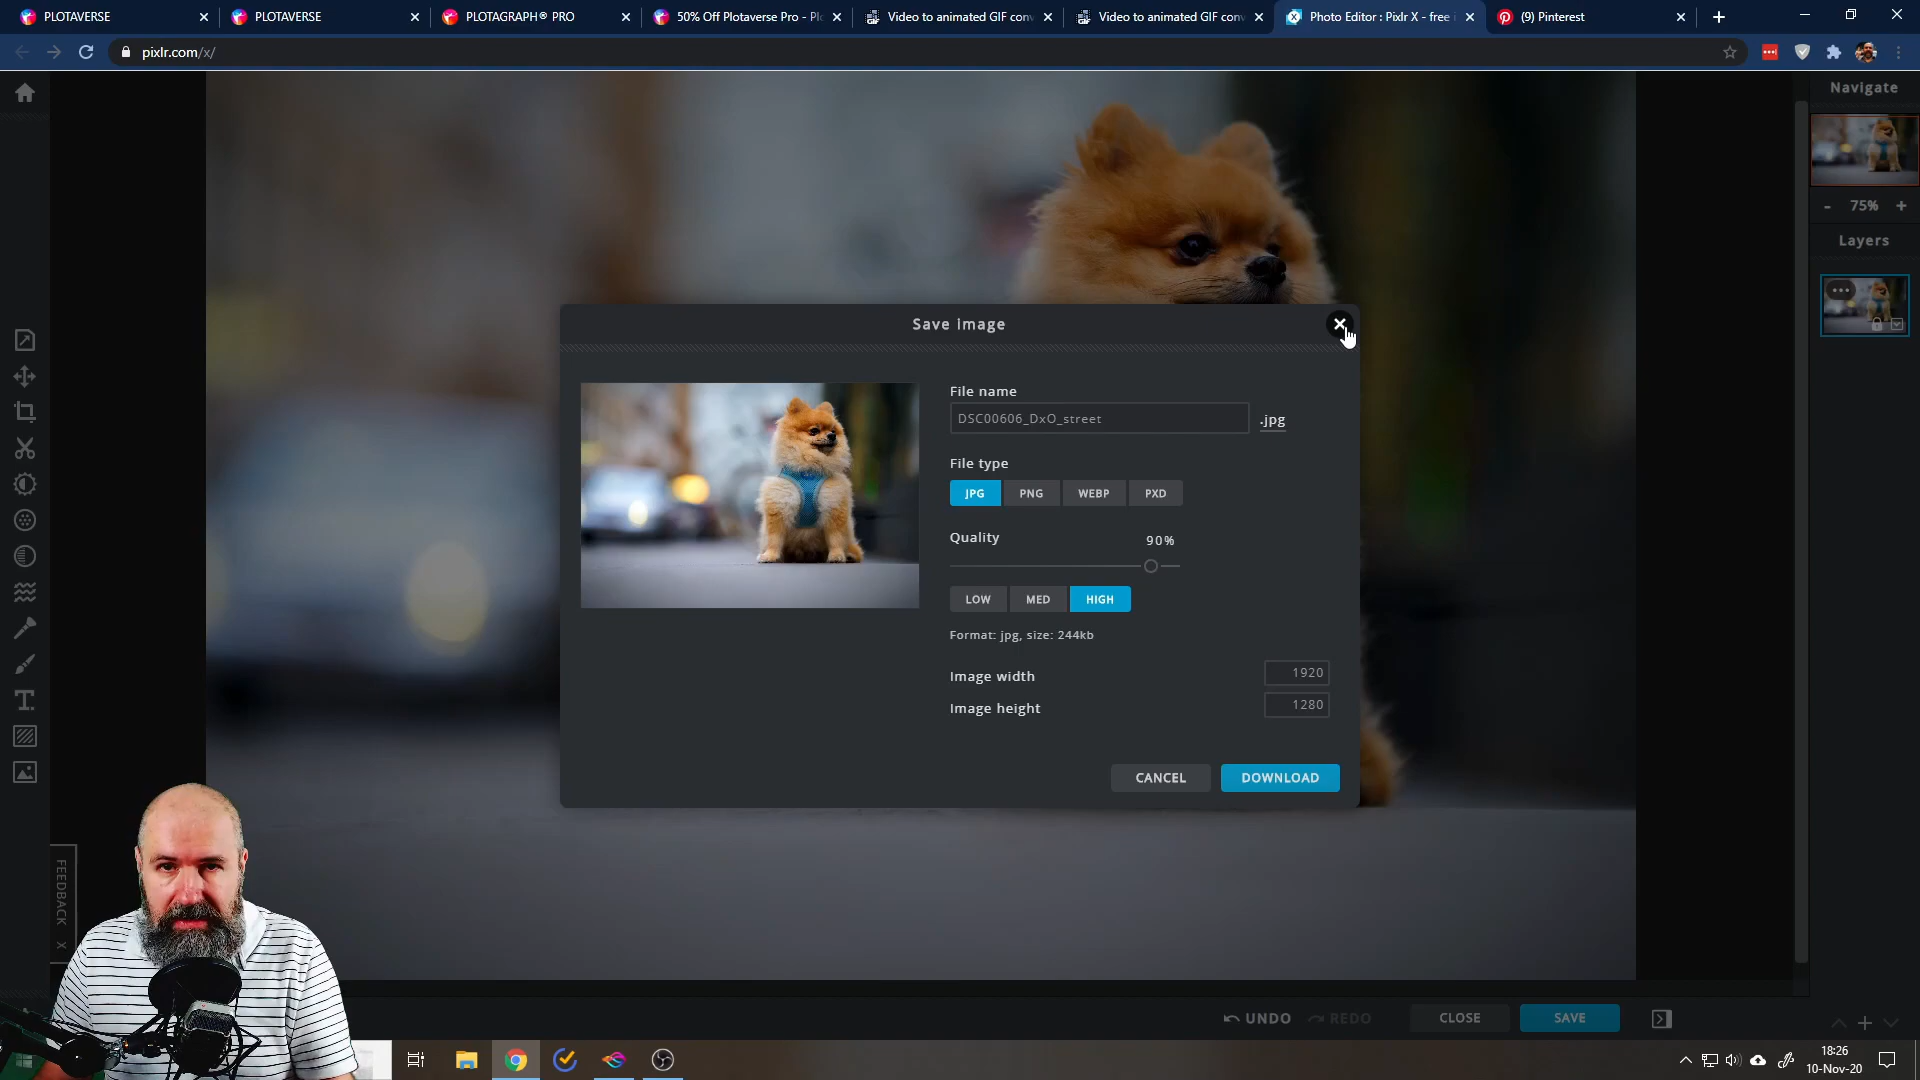 PLOTAVERSE
PLOTAVERSE
PLOTAGRAPH® PRO
50% Off Plotaverse Pro - Pl
Video to animated GIF conv
Video to animated GIF conv
Photo Editor : Pixlr X - free i
(9) Pinterest
pixlr.com/x/
Navigate
- 75% +
Layers
Save image
File name
DSC00606_DxO_street .jpg
File type
JPG PNG WEBP PXD
Quality 90%
LOW MED HIGH
Format: jpg, size: 244kb
Image width 1920
Image height 1280
CANCEL DOWNLOAD
FEEDBACK X
UNDO REDO CLOSE SAVE
18:26
10-Nov-20